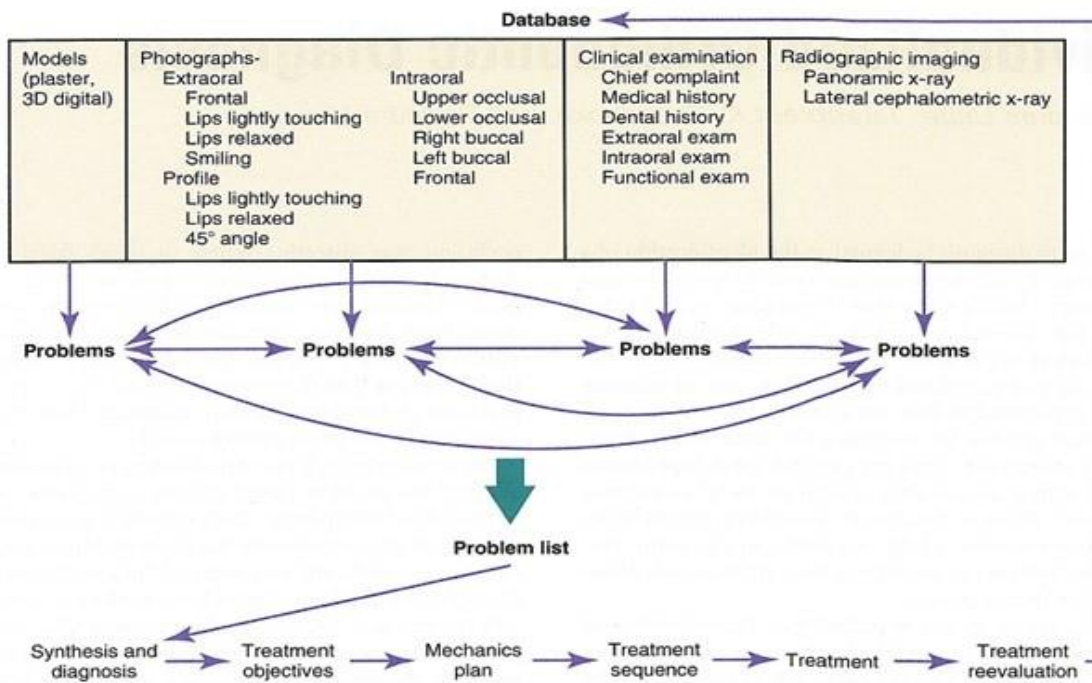 Database
Models
(plaster,
3D digital)
Photographs-
Extraoral
Frontal
Lips lightly touching
Lips relaxed
Smiling
Profile
Lips lightly touching
Lips relaxed
45° angle
Intraoral
Upper occlusal
Lower occlusal
Right buccal
Left buccal
Frontal
Clinical examination
Chief complaint
Medical history
Dental history
Extraoral exam
Intraoral exam
Functional exam
Radiographic imaging
Panoramic x-ray
Lateral cephalometric x-ray
Problems
Problems
Problems
Problems
Problem list
Synthesis and
diagnosis
Treatment
objectives
Mechanics
plan
Treatment
sequence
Treatment
Treatment
reevaluation